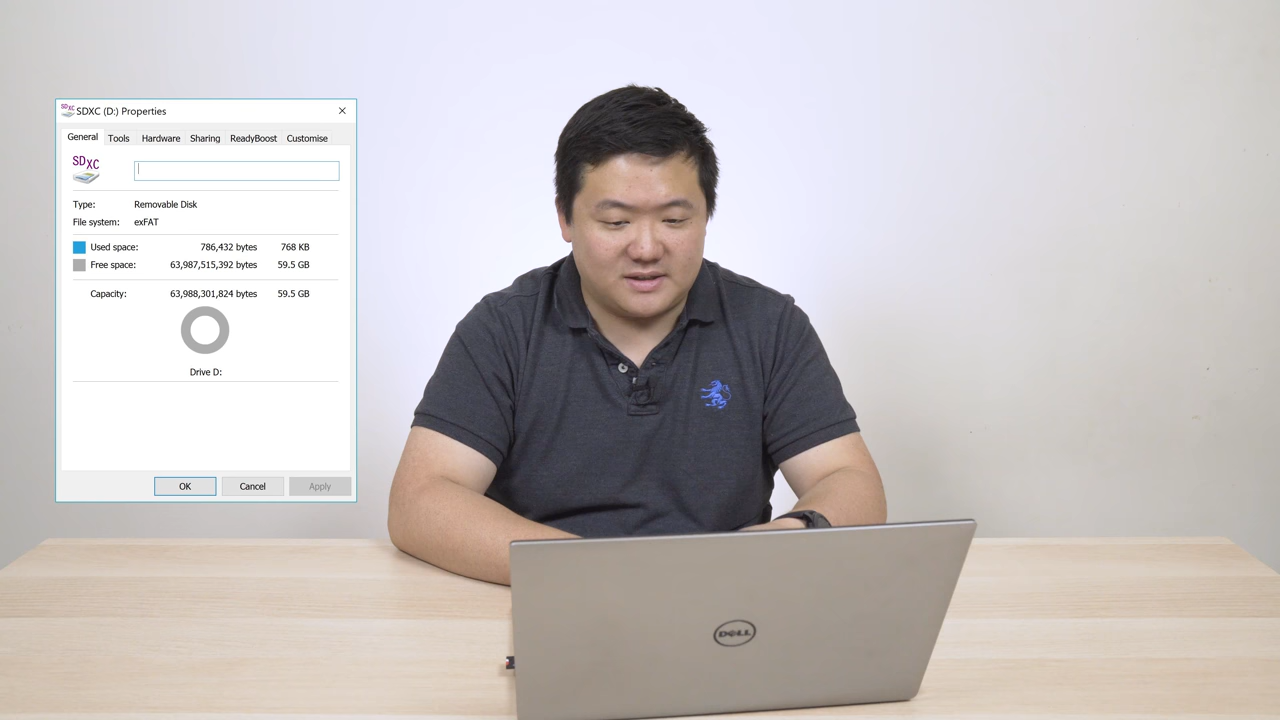 SDXC SDXC (D:) Properties
General Tools Hardware Sharing ReadyBoost Customise
SDXC
Type: Removable Disk
File system: exFAT
Used space: 786,432 bytes 768 KB
Free space: 63,987,515,392 bytes 59.5 GB
Capacity: 63,988,301,824 bytes 59.5 GB
Drive D:
OK Cancel Apply
DELL